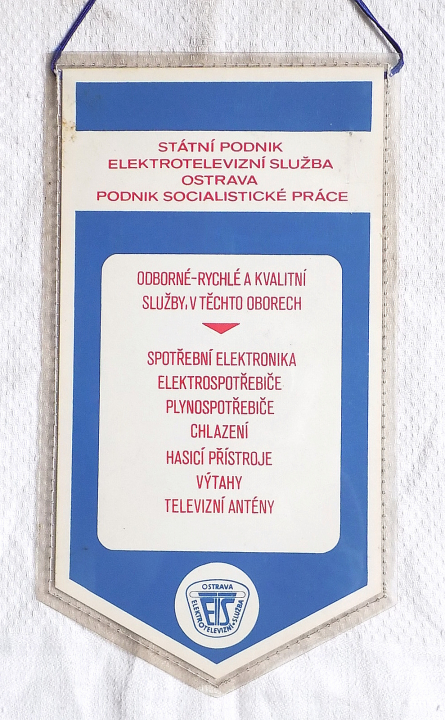 STÁTNÍ PODNIK
ELEKTROTELEVIZNÍ SLUŽBA
OSTRAVA
PODNIK SOCIALISTICKÉ PRÁCE
ODBORNÉ-RYCHLÉ A KVALITNÍ
SLUŽBY, V TĚCHTO OBORECH
SPOTŘEBNÍ ELEKTRONIKA
ELEKTROSPOTŘEBIČE
PLYNOSPOTŘEBIČE
CHLAZENÍ
HASICÍ PŘÍSTROJE
VÝTAHY
TELEVIZNÍ ANTÉNY
OSTRAVA
ETS
ELEKTROTELEVIZNÍ SLUŽBA